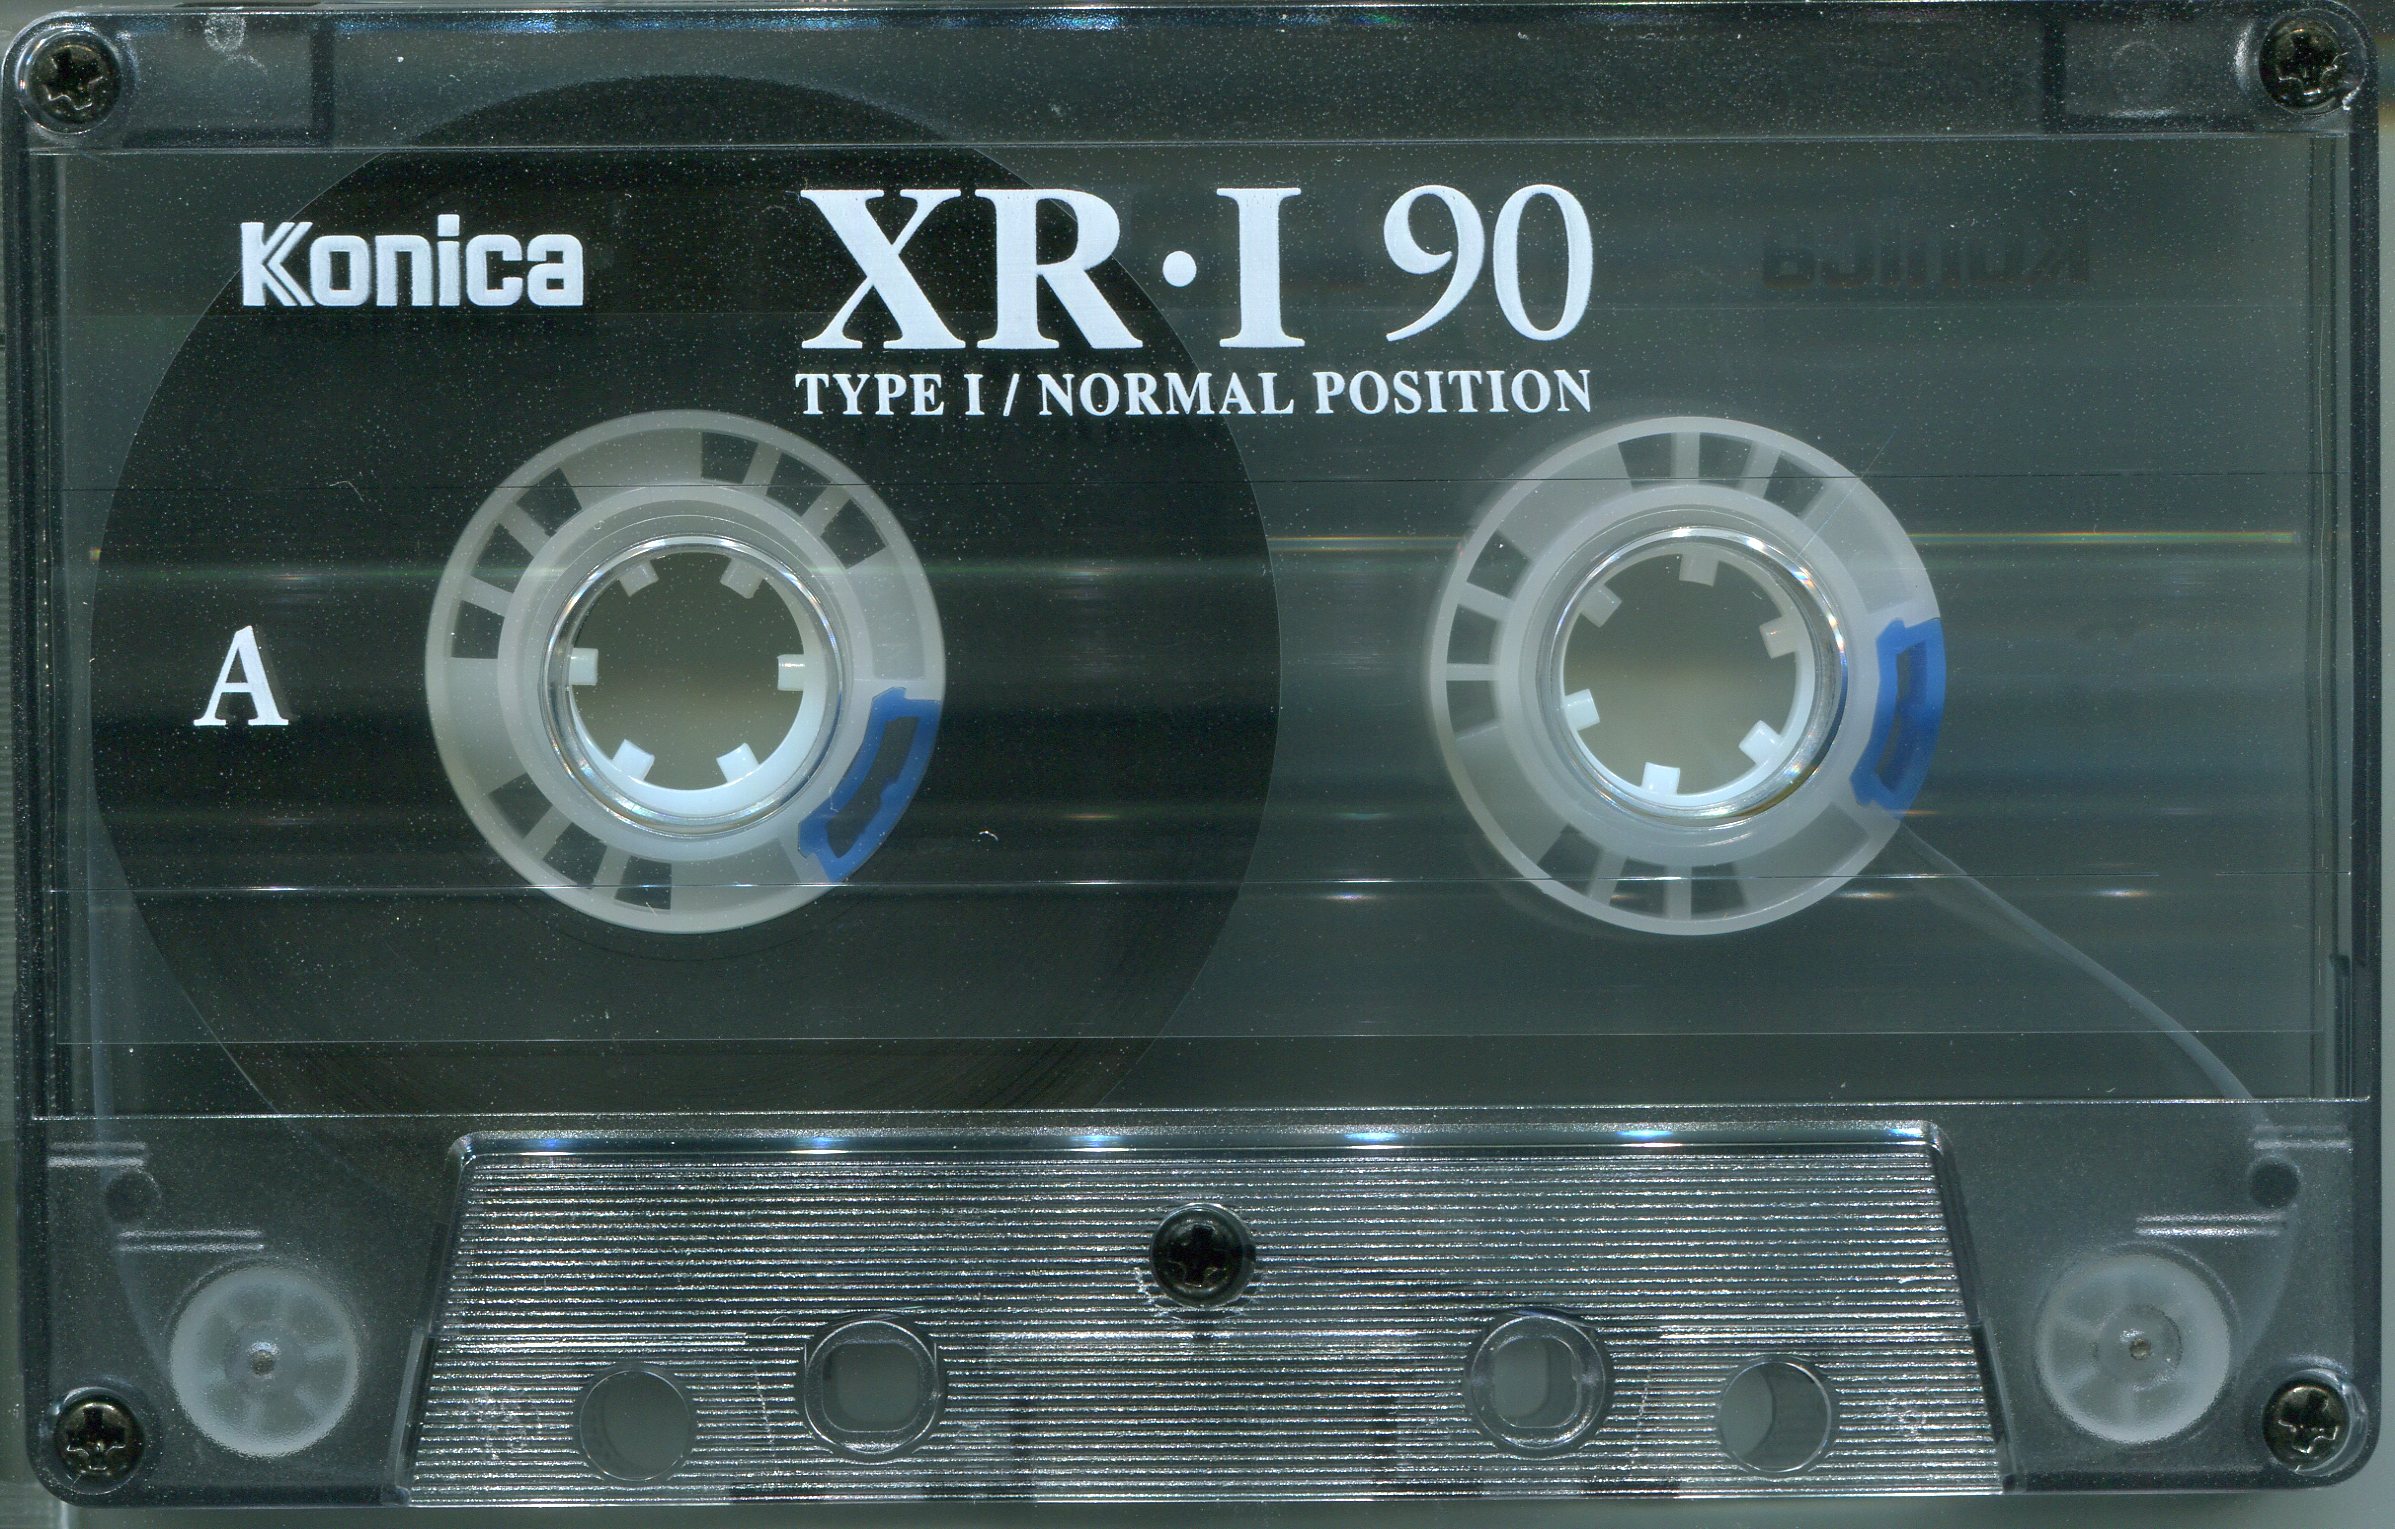 Konica
XR·I 90
TYPE I / NORMAL POSITION
A